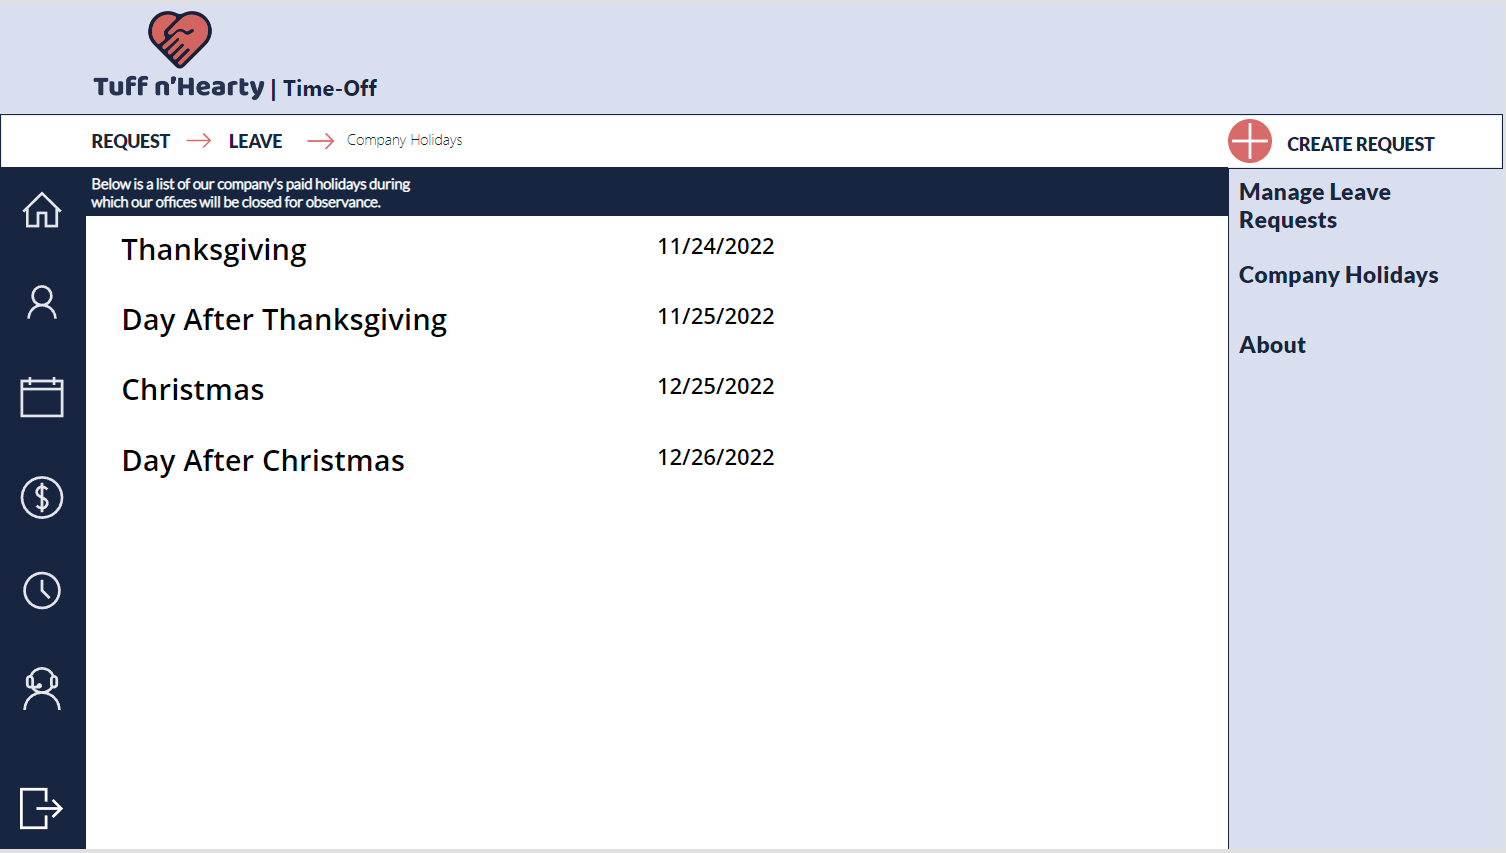 Tuff n'Hearty | Time-Off
REQUEST LEAVE Company Holidays
CREATE REQUEST
Below is a list of our company's paid holidays during
which our offices will be closed for observance.
Thanksgiving 11/24/2022
Day After Thanksgiving 11/25/2022
Christmas 12/25/2022
Day After Christmas 12/26/2022
Manage Leave
Requests
Company Holidays
About